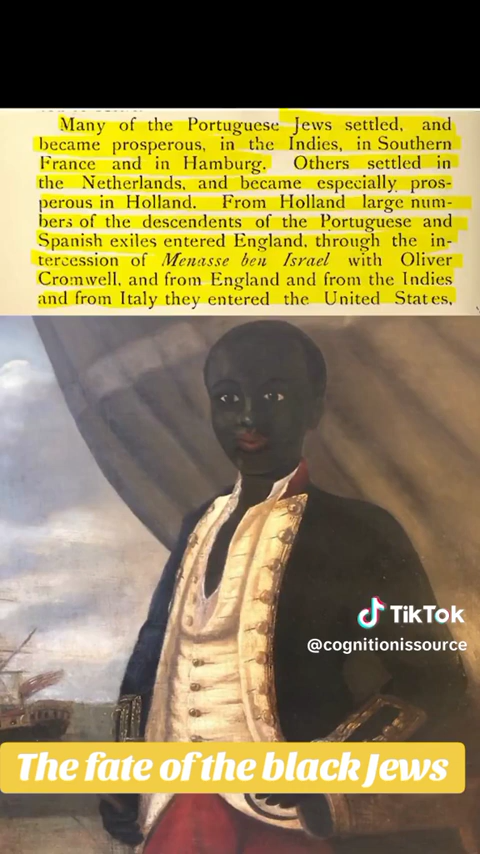 Many of the Portuguese Jews settled, and
became prosperous, in the Indies, in Southern
France and in Hamburg. Others settled in
the Netherlands, and became especially pros-
perous in Holland. From Holland large num-
bers of the descendents of the Portuguese and
Spanish exiles entered England, through the in-
tercession of Menasse ben Israel with Oliver
Cromwell, and from England and from the Indies
and from Italy they entered the United States,
TikTok
@cognitionissource
The fate of the black Jews